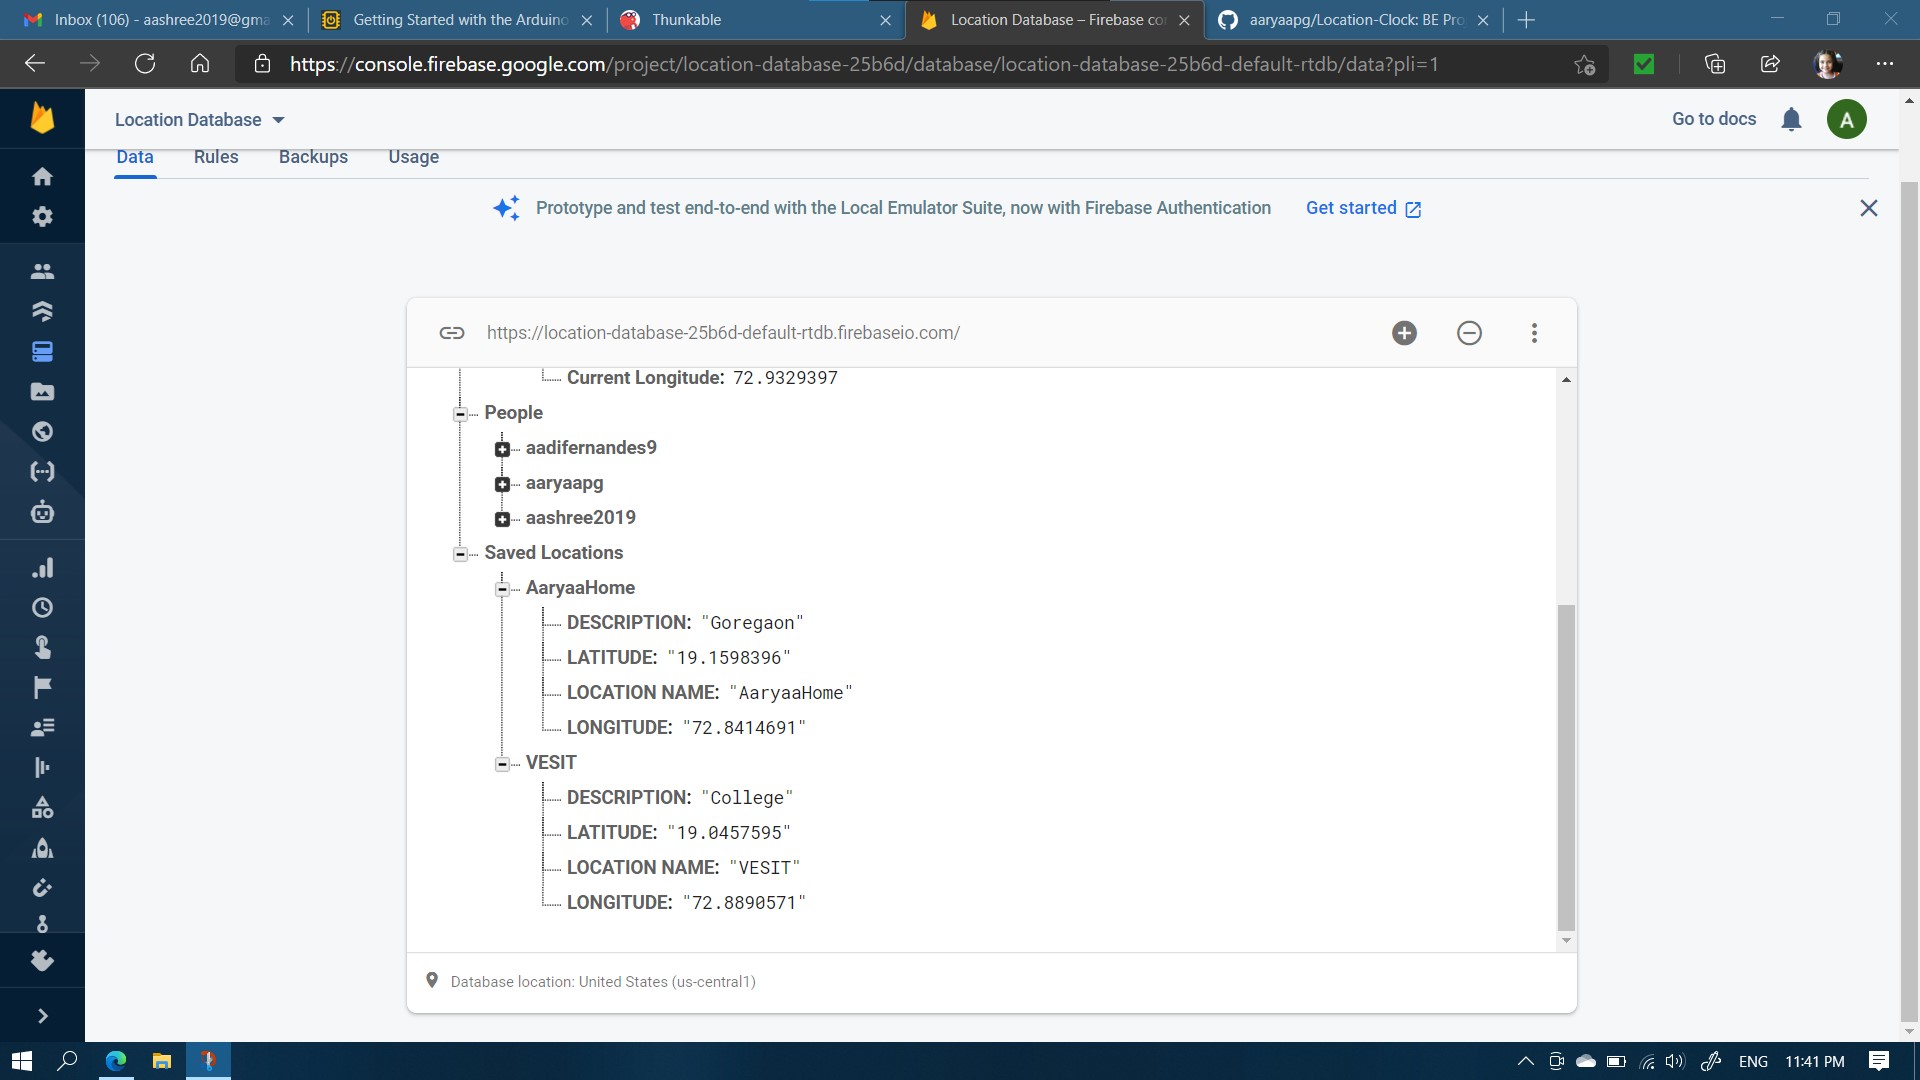 Inbox (106) - aashree2019@gma
Getting Started with the Arduino
Thunkable
Location Database – Firebase co
aaryaapg/Location-Clock: BE Pro
https://console.firebase.google.com/project/location-database-25b6d/database/location-database-25b6d-default-rtdb/data?pli=1
Location Database
Go to docs
A
Data
Rules
Backups
Usage
Prototype and test end-to-end with the Local Emulator Suite, now with Firebase Authentication
Get started
https://location-database-25b6d-default-rtdb.firebaseio.com/
Current Longitude: 72.9329397
People
aadifernandes9
aaryaapg
aashree2019
Saved Locations
AaryaaHome
DESCRIPTION: "Goregaon"
LATITUDE: "19.1598396"
LOCATION NAME: "AaryaaHome"
LONGITUDE: "72.8414691"
VESIT
DESCRIPTION: "College"
LATITUDE: "19.0457595"
LOCATION NAME: "VESIT"
LONGITUDE: "72.8890571"
Database location: United States (us-central1)
ENG
11:41 PM